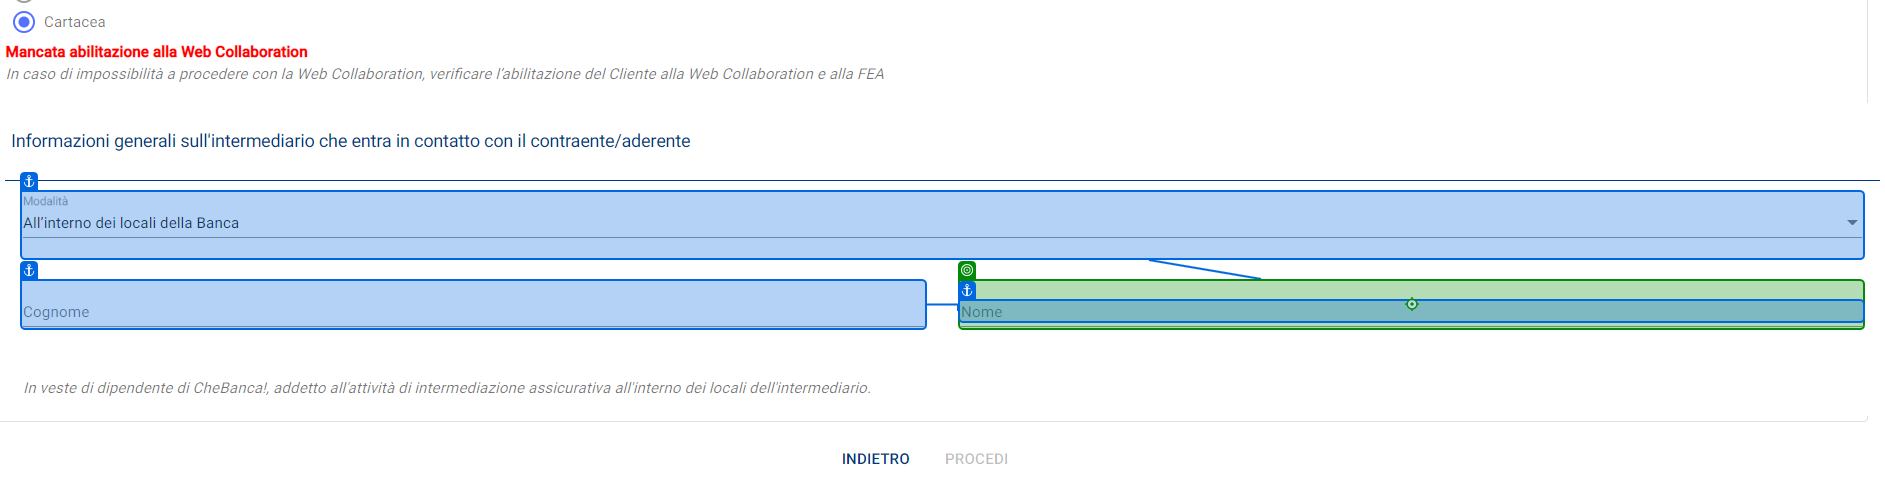 Cartacea
Mancata abilitazione alla Web Collaboration
In caso di impossibilità a procedere con la Web Collaboration, verificare l'abilitazione del Cliente alla Web Collaboration e alla FEA
Informazioni generali sull'intermediario che entra in contatto con il contraente/aderente
Modalità
All'interno dei locali della Banca
Cognome
Nome
In veste di dipendente di CheBanca!, addetto all'attività di intermediazione assicurativa all'interno dei locali dell'intermediario.
INDIETRO
PROCEDI